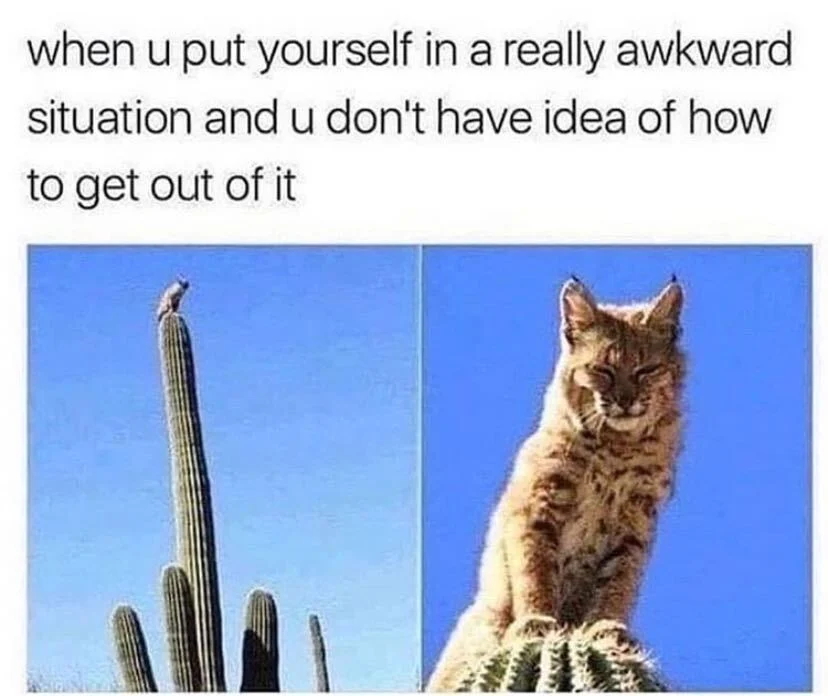 when u put yourself in a really awkward
situation and u don't have idea of how
to get out of it